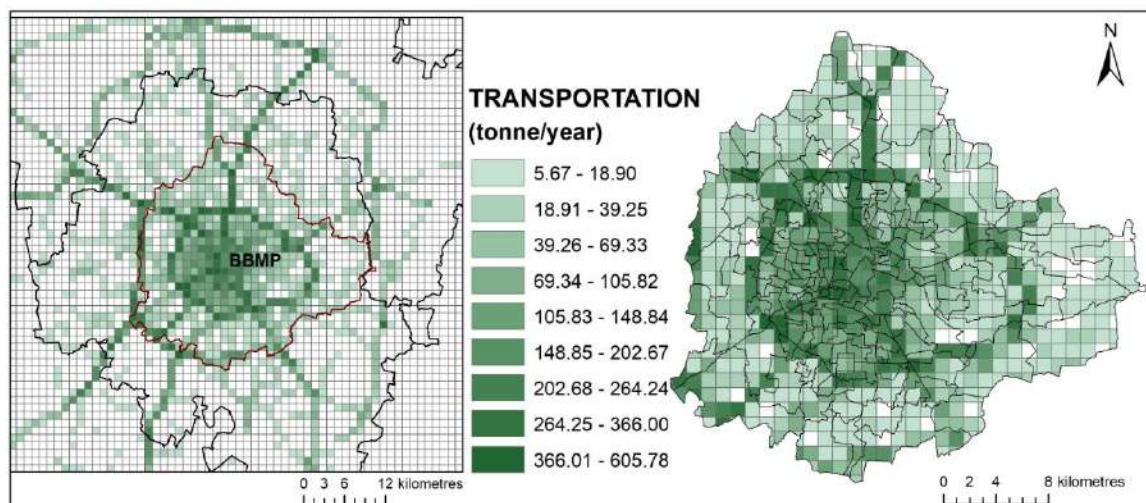 BBMP
0 3 6 12 kilometres
TRANSPORTATION
(tonne/year)
5.67 - 18.90
18.91 - 39.25
39.26 - 69.33
69.34 - 105.82
105.83 - 148.84
148.85 - 202.67
202.68 - 264.24
264.25 - 366.00
366.01 - 605.78
N
0 2 4 8 kilometres